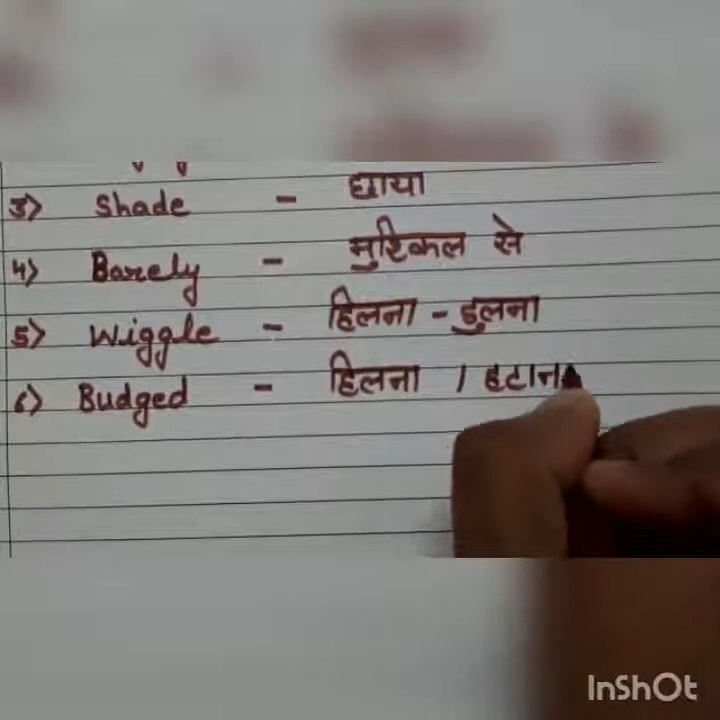 3) Shade - छाया
4) Barely - मुश्किल से
5) Wiggle - हिलना - डुलना
6) Budged - हिलना / हटान
InShOt